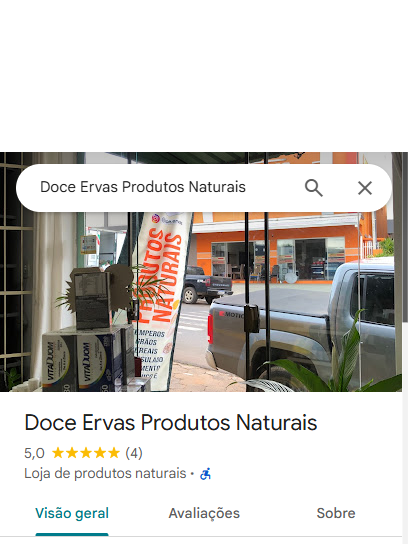 Doce Ervas Produtos Naturais
PRODUTOS
NATURAIS
TEMPEROS
GRÃOS
CEREAIS
VITADUOM
VITADUOM
Doce Ervas Produtos Naturais
5,0 ★★★★★ (4)
Loja de produtos naturais ·
Visão geral
Avaliações
Sobre